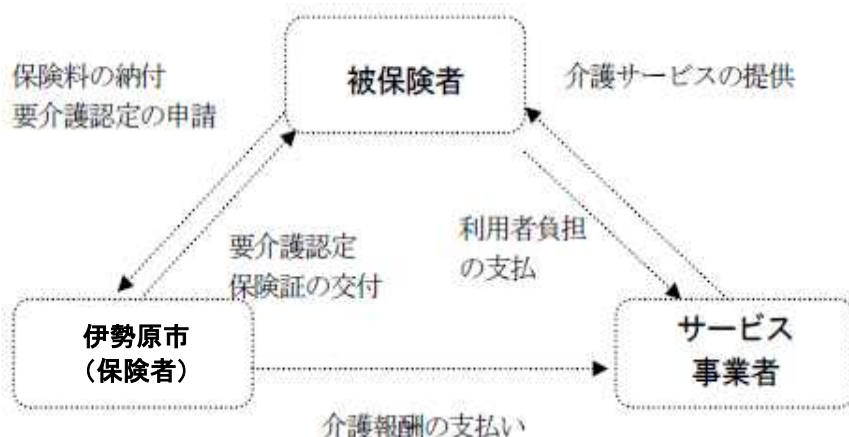 保険料の納付
要介護認定の申請
被保険者
介護サービスの提供
要介護認定
保険証の交付
利用者負担
の支払
伊勢原市
（保険者）
サービス
事業者
介護報酬の支払い